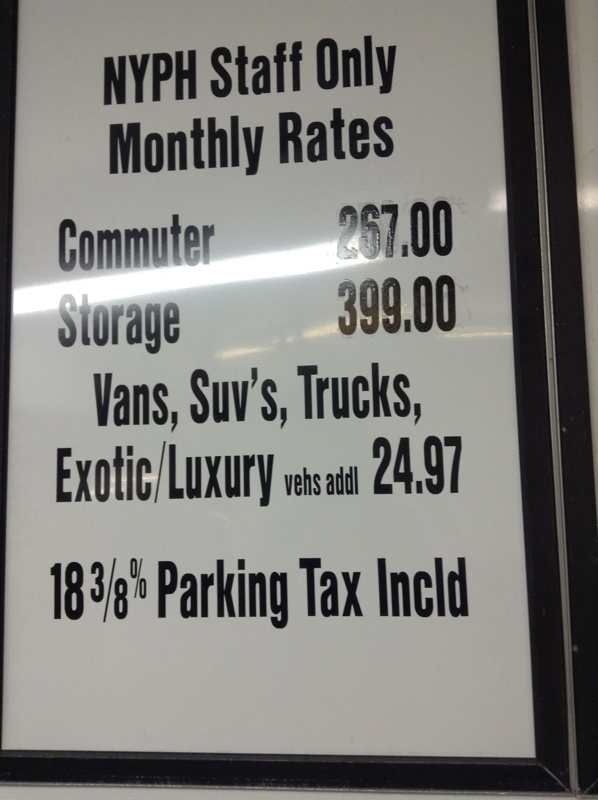 NYPH Staff Only
Monthly Rates
Commuter 267.00
Storage 399.00
Vans, Suv's, Trucks,
Exotic/Luxury vehs addl 24.97
18 3/8% Parking Tax Incld